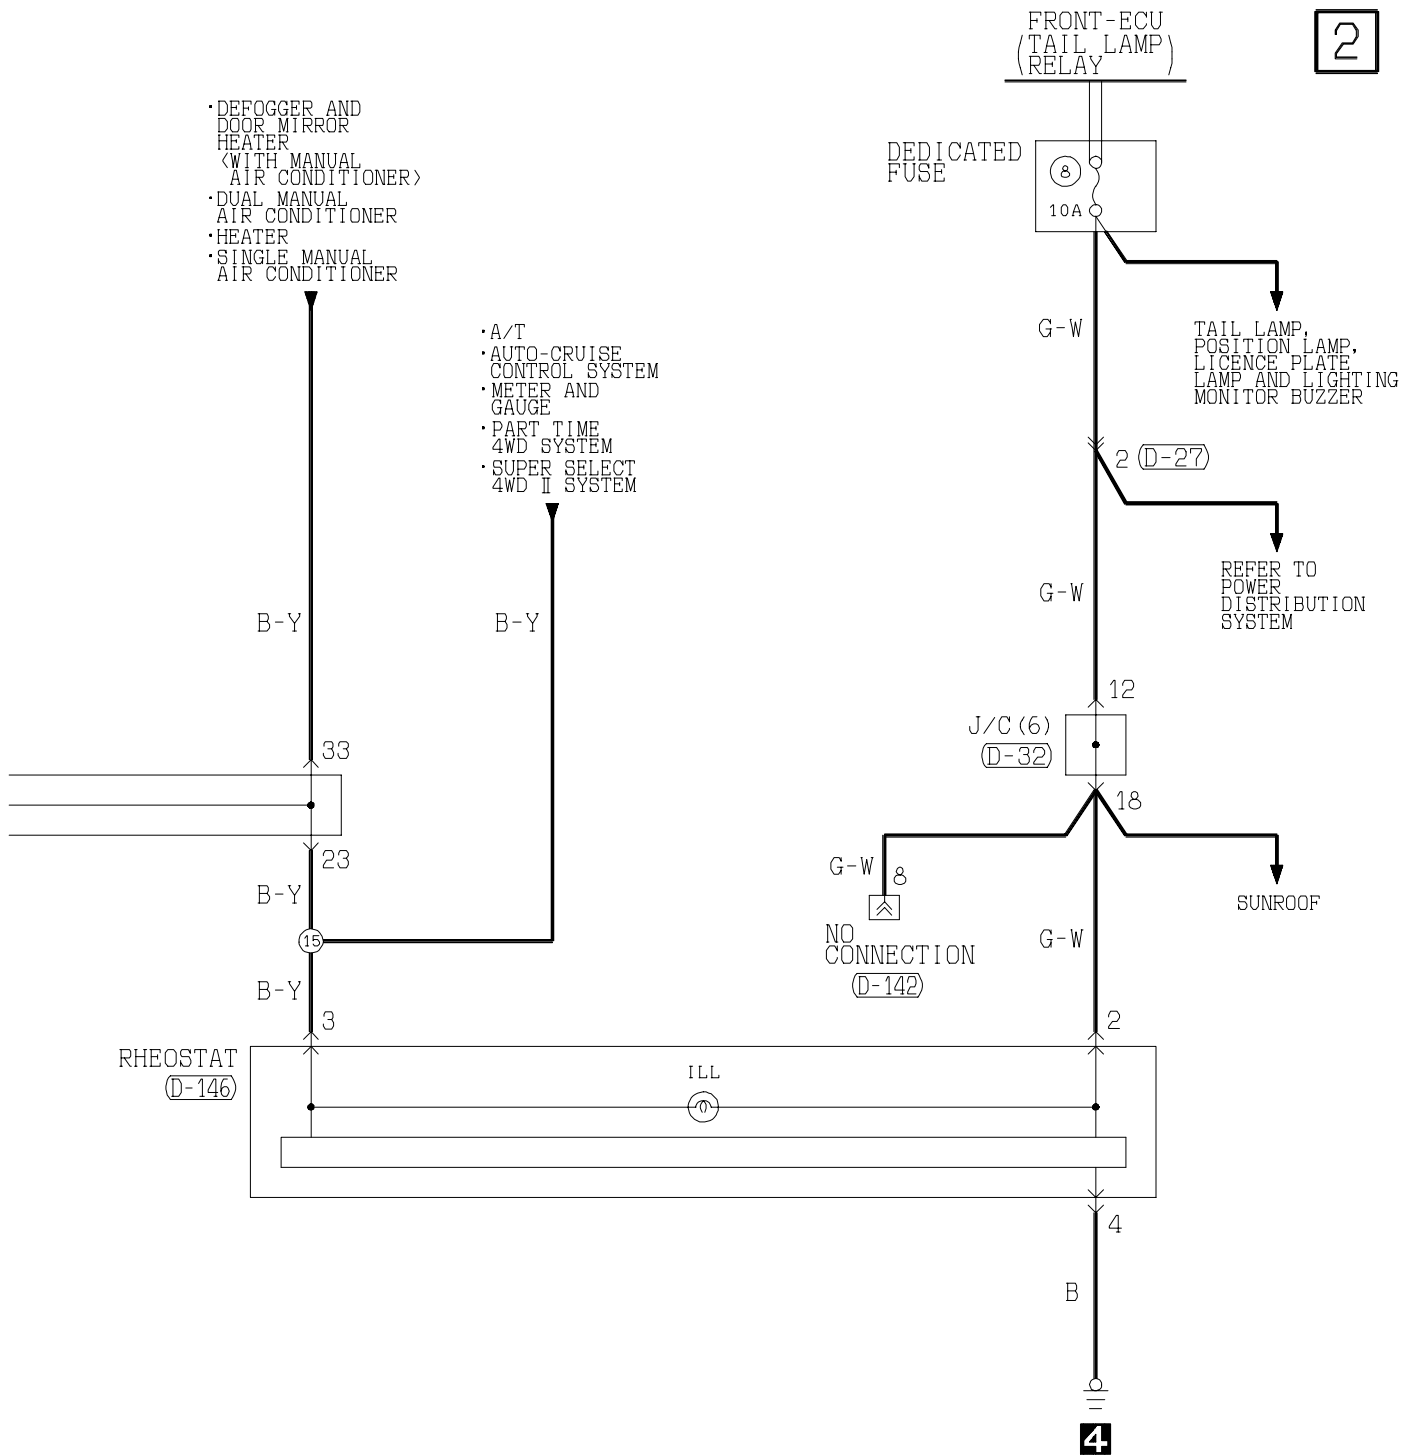 FRONT-ECU
(TAIL LAMP
RELAY)
2
·DEFOGGER AND
DOOR MIRROR
HEATER
<WITH MANUAL
AIR CONDITIONER>
·DUAL MANUAL
AIR CONDITIONER
·HEATER
·SINGLE MANUAL
AIR CONDITIONER
DEDICATED
FUSE
8
10A
G-W
TAIL LAMP,
POSITION LAMP,
LICENCE PLATE
LAMP AND LIGHTING
MONITOR BUZZER
·A/T
·AUTO-CRUISE
CONTROL SYSTEM
·METER AND
GAUGE
·PART TIME
4WD SYSTEM
·SUPER SELECT
4WD Ⅱ SYSTEM
2 (D-27)
REFER TO
POWER
DISTRIBUTION
SYSTEM
G-W
B-Y
B-Y
12
J/C(6)
(D-32)
33
18
23
B-Y
G-W
8
SUNROOF
15
NO
CONNECTION
(D-142)
G-W
B-Y
3
2
RHEOSTAT
(D-146)
ILL
4
B
4